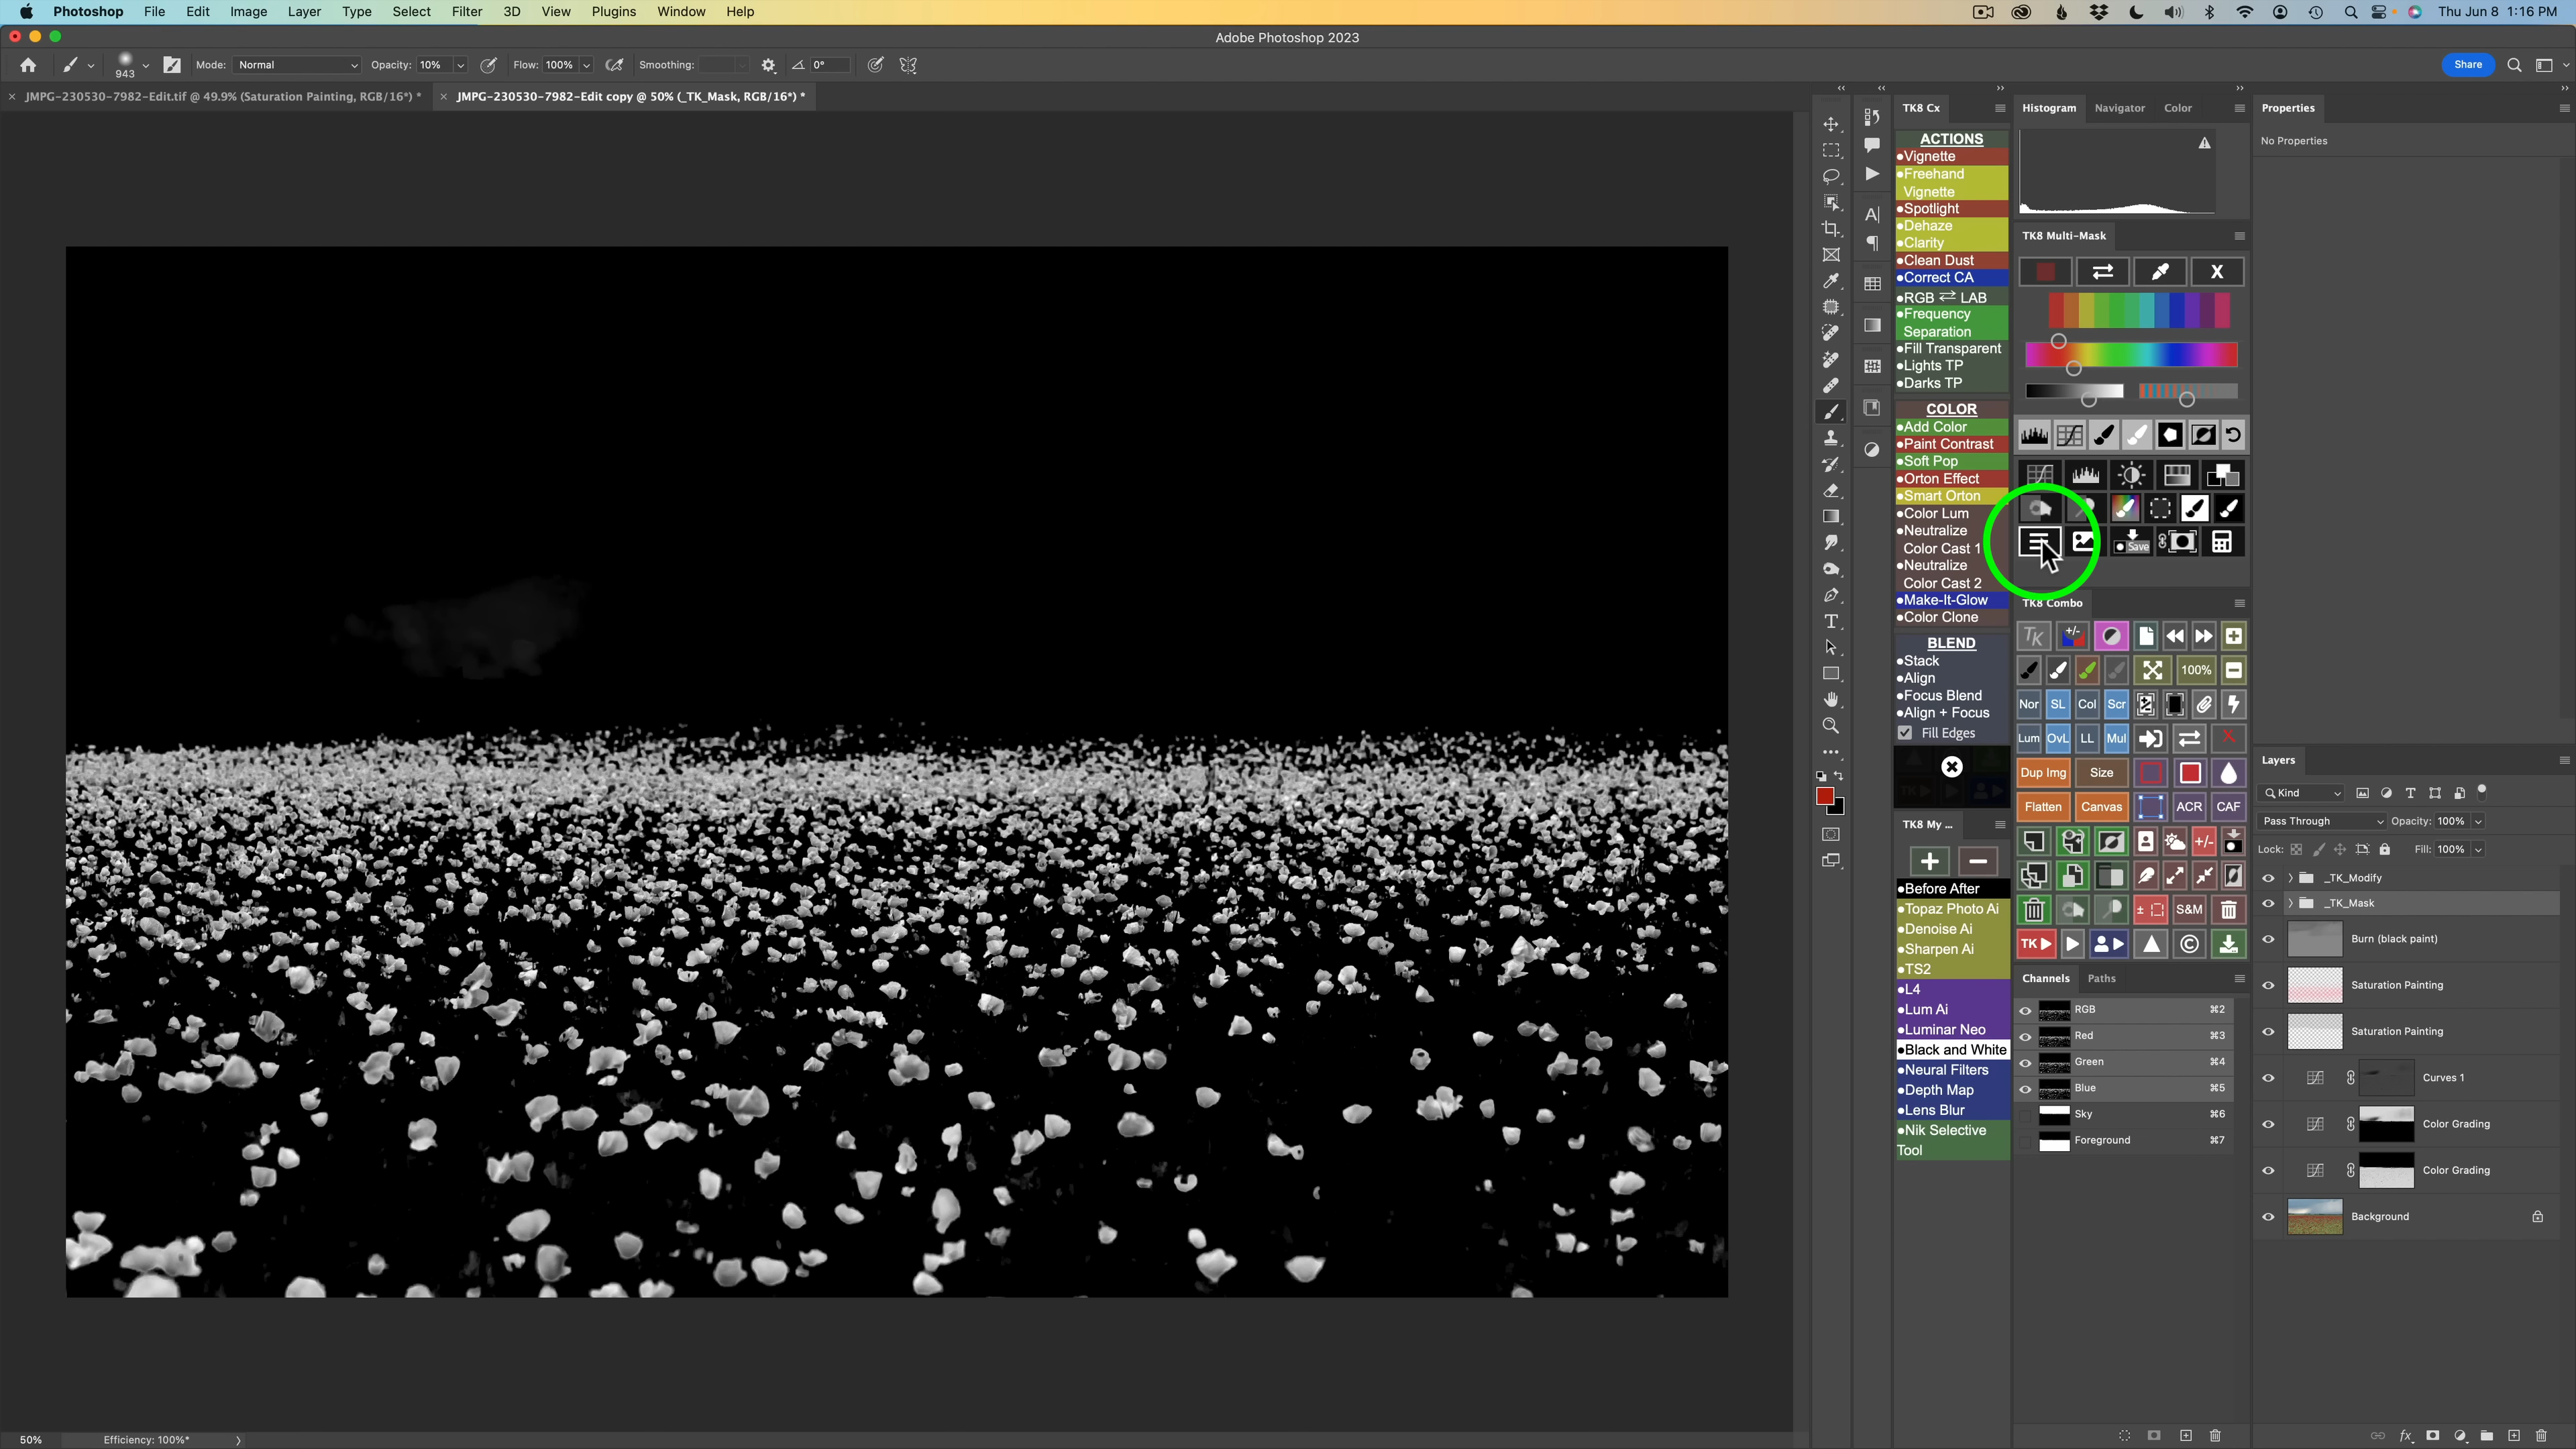 Photoshop File Edit Image Layer Type Select Filter 3D View Plugins Window Help
Thu Jun 8 1:16 PM
Adobe Photoshop 2023
943
Mode: Normal Opacity: 10% Flow: 100% Smoothing: 0°
Share
JMPG-230530-7982-Edit.tif @ 49.9% (Saturation Painting, RGB/16*) *
JMPG-230530-7982-Edit copy @ 50% (_TK_Mask, RGB/16*) *
TK8 Cx
ACTIONS
Vignette
Freehand
Vignette
Spotlight
Dehaze
Clarity
Clean Dust
Correct CA
RGB ⇄ LAB
Frequency
Separation
Fill Transparent
Lights TP
Darks TP
COLOR
Add Color
Paint Contrast
Soft Pop
Orton Effect
Smart Orton
Color Lum
Neutralize
Color Cast 1
Neutralize
Color Cast 2
Make-It-Glow
Color Clone
BLEND
Stack
Align
Focus Blend
Align + Focus
Fill Edges
TK8 My ...
+ −
Before After
Topaz Photo Ai
Denoise Ai
Sharpen Ai
TS2
L4
Lum Ai
Luminar Neo
Black and White
Neural Filters
Depth Map
Lens Blur
Nik Selective
Tool
Histogram Navigator Color
TK8 Multi-Mask
X
Save
TK8 Combo
TK +/-
100%
Nor SL Col Scr
Lum OvL LL Mul X
Dup Img Size
Flatten Canvas ACR CAF
+/-
± S&M
TK ©
Channels Paths
RGB ⌘2
Red ⌘3
Green ⌘4
Blue ⌘5
Sky ⌘6
Foreground ⌘7
Properties
No Properties
Layers
Kind
Pass Through Opacity: 100%
Lock: Fill: 100%
_TK_Modify
_TK_Mask
Burn (black paint)
Saturation Painting
Saturation Painting
Curves 1
Color Grading
Color Grading
Background
fx
50% Efficiency: 100%*